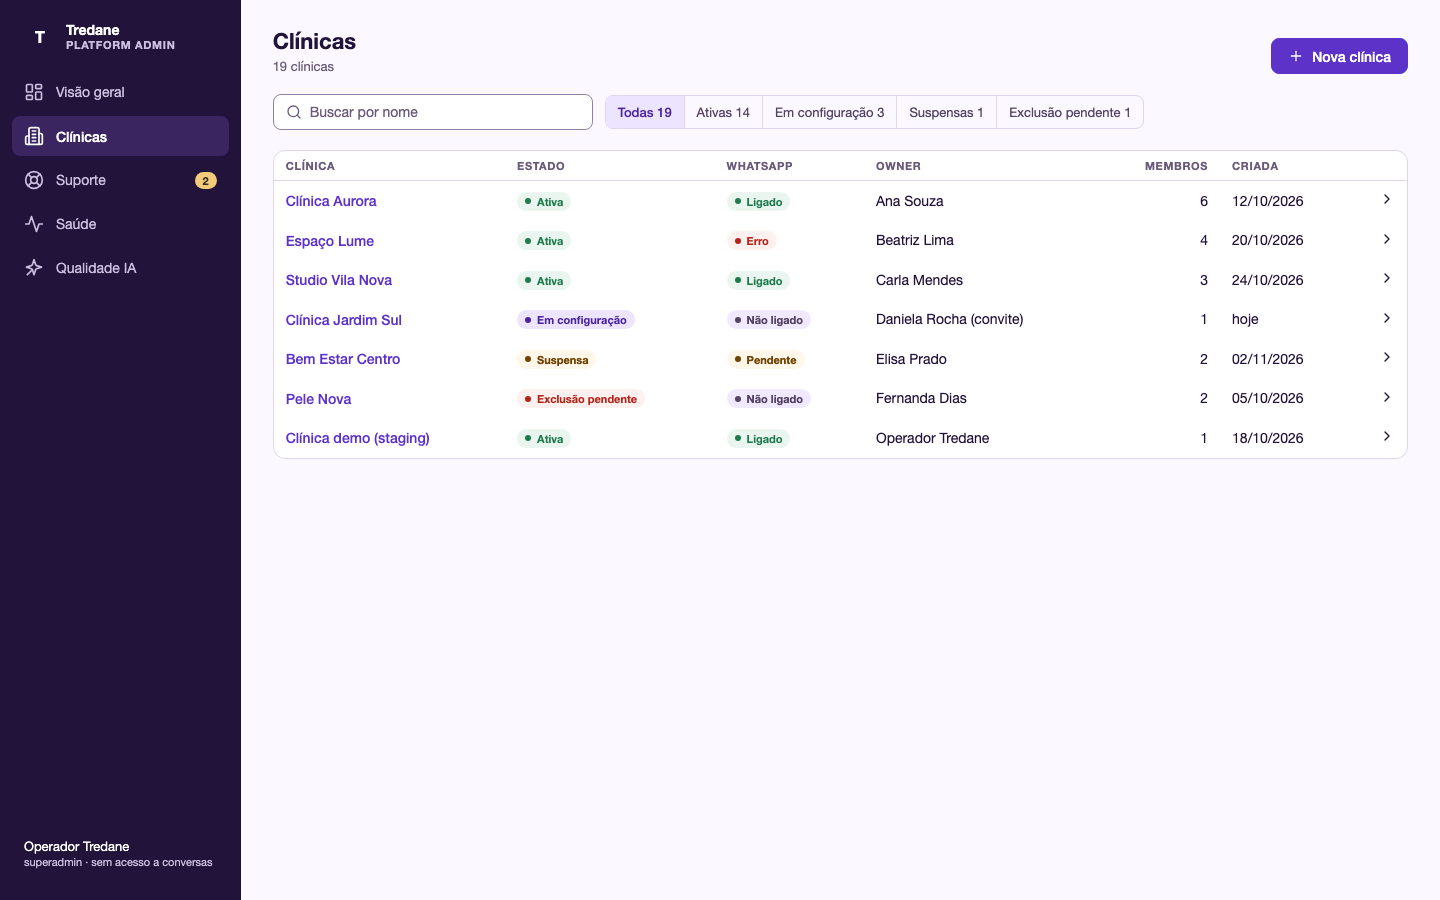 T
Tredane
PLATFORM ADMIN
Visão geral
Clínicas
Suporte 2
Saúde
Qualidade IA
Operador Tredane
superadmin · sem acesso a conversas
Clínicas
19 clínicas
+ Nova clínica
Buscar por nome
Todas 19 Ativas 14 Em configuração 3 Suspensas 1 Exclusão pendente 1
CLÍNICA ESTADO WHATSAPP OWNER MEMBROS CRIADA
Clínica Aurora Ativa Ligado Ana Souza 6 12/10/2026
Espaço Lume Ativa Erro Beatriz Lima 4 20/10/2026
Studio Vila Nova Ativa Ligado Carla Mendes 3 24/10/2026
Clínica Jardim Sul Em configuração Não ligado Daniela Rocha (convite) 1 hoje
Bem Estar Centro Suspensa Pendente Elisa Prado 2 02/11/2026
Pele Nova Exclusão pendente Não ligado Fernanda Dias 2 05/10/2026
Clínica demo (staging) Ativa Ligado Operador Tredane 1 18/10/2026